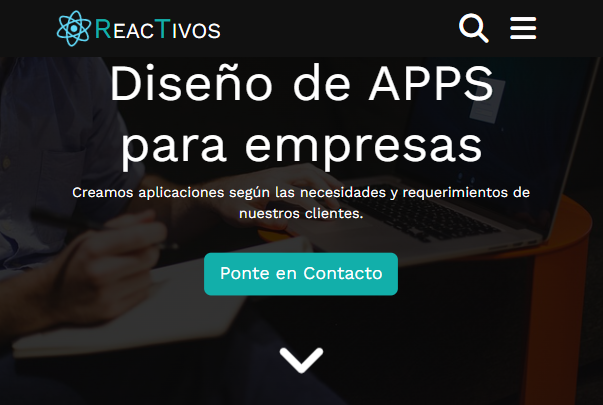 REACTIVOS
Diseño de APPS
para empresas
Creamos aplicaciones según las necesidades y requerimientos de
nuestros clientes.
Ponte en Contacto